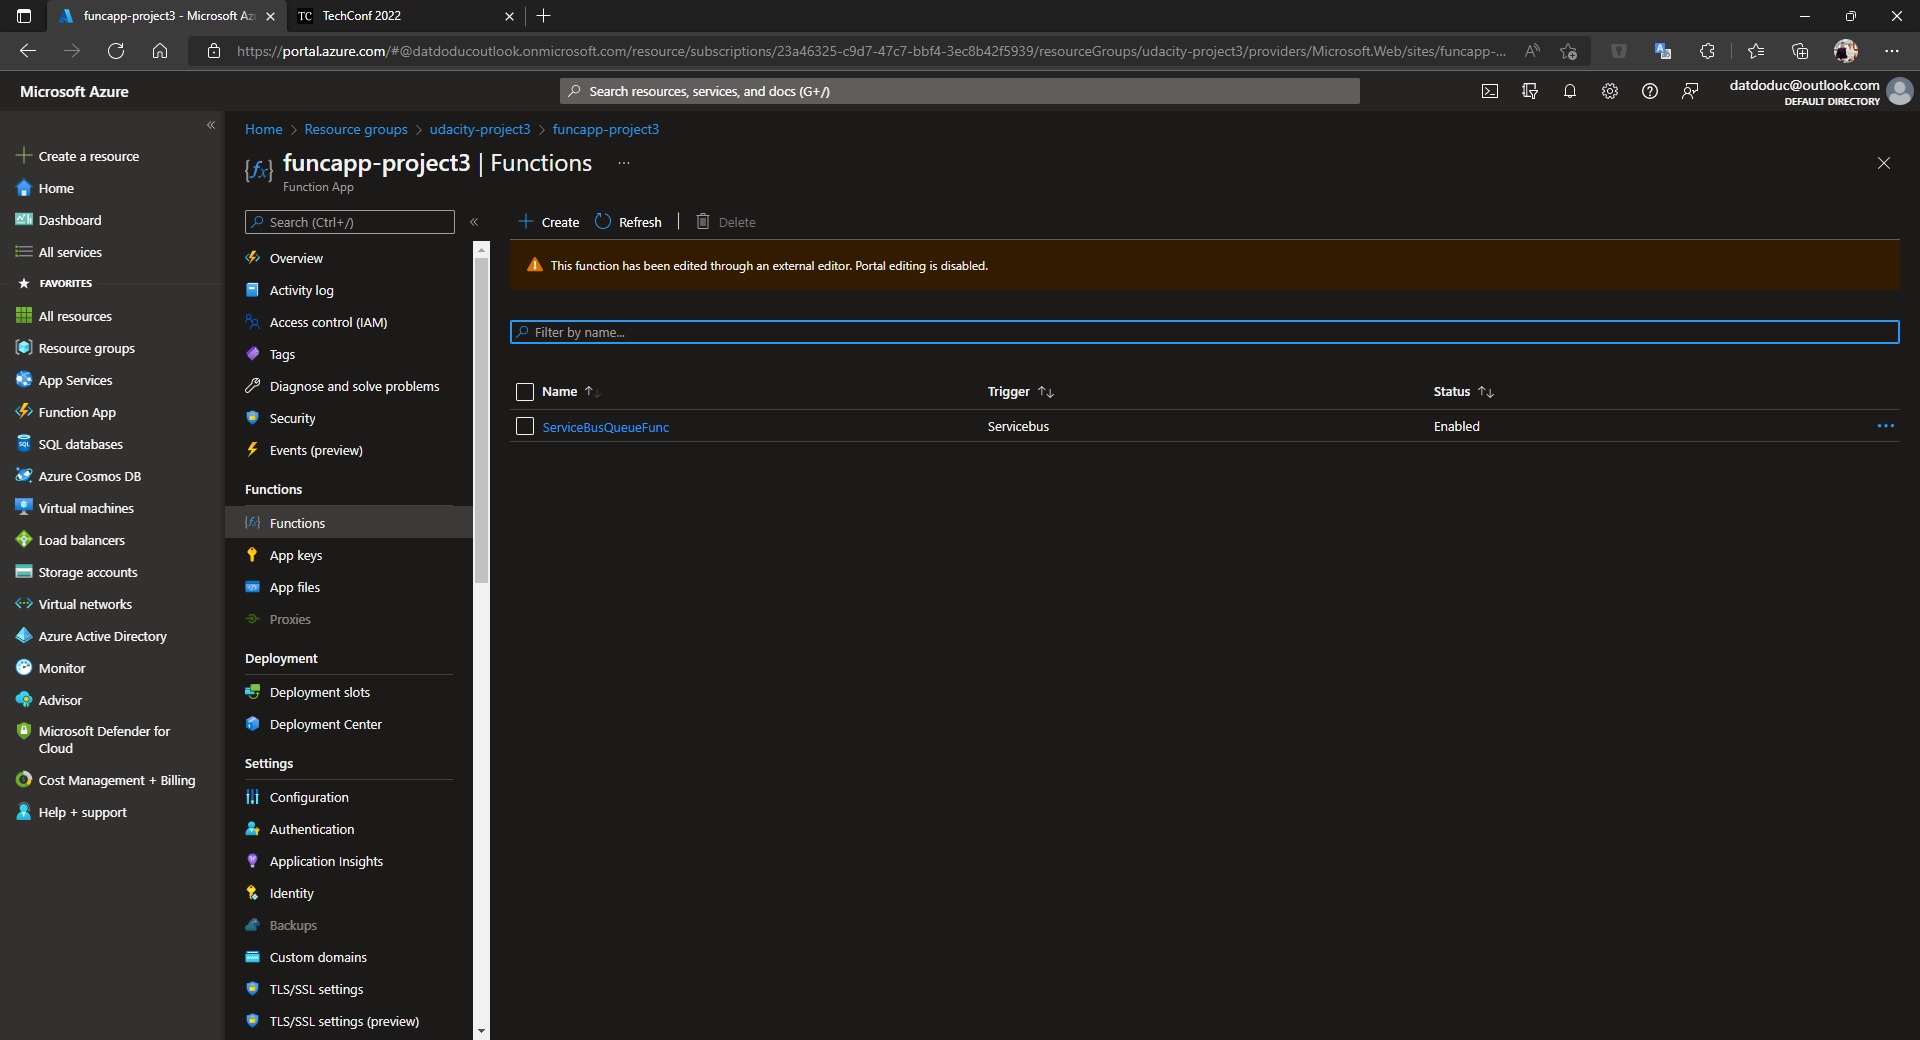 funcapp-project3 - Microsoft Az
TechConf 2022
https://portal.azure.com/#@datdoducoutlook.onmicrosoft.com/resource/subscriptions/23a46325-c9d7-47c7-bbf4-3ec8b42f5939/resourceGroups/udacity-project3/providers/Microsoft.Web/sites/funcapp-...
Microsoft Azure
Search resources, services, and docs (G+/)
datdoduc@outlook.com
DEFAULT DIRECTORY
Create a resource
Home
Dashboard
All services
FAVORITES
All resources
Resource groups
App Services
Function App
SQL databases
Azure Cosmos DB
Virtual machines
Load balancers
Storage accounts
Virtual networks
Azure Active Directory
Monitor
Advisor
Microsoft Defender for
Cloud
Cost Management + Billing
Help + support
Home > Resource groups > udacity-project3 > funcapp-project3
funcapp-project3 | Functions ...
Function App
Search (Ctrl+/)
Overview
Activity log
Access control (IAM)
Tags
Diagnose and solve problems
Security
Events (preview)
Functions
Functions
App keys
App files
Proxies
Deployment
Deployment slots
Deployment Center
Settings
Configuration
Authentication
Application Insights
Identity
Backups
Custom domains
TLS/SSL settings
TLS/SSL settings (preview)
Create Refresh | Delete
This function has been edited through an external editor. Portal editing is disabled.
Filter by name...
Name Trigger Status
ServiceBusQueueFunc Servicebus Enabled